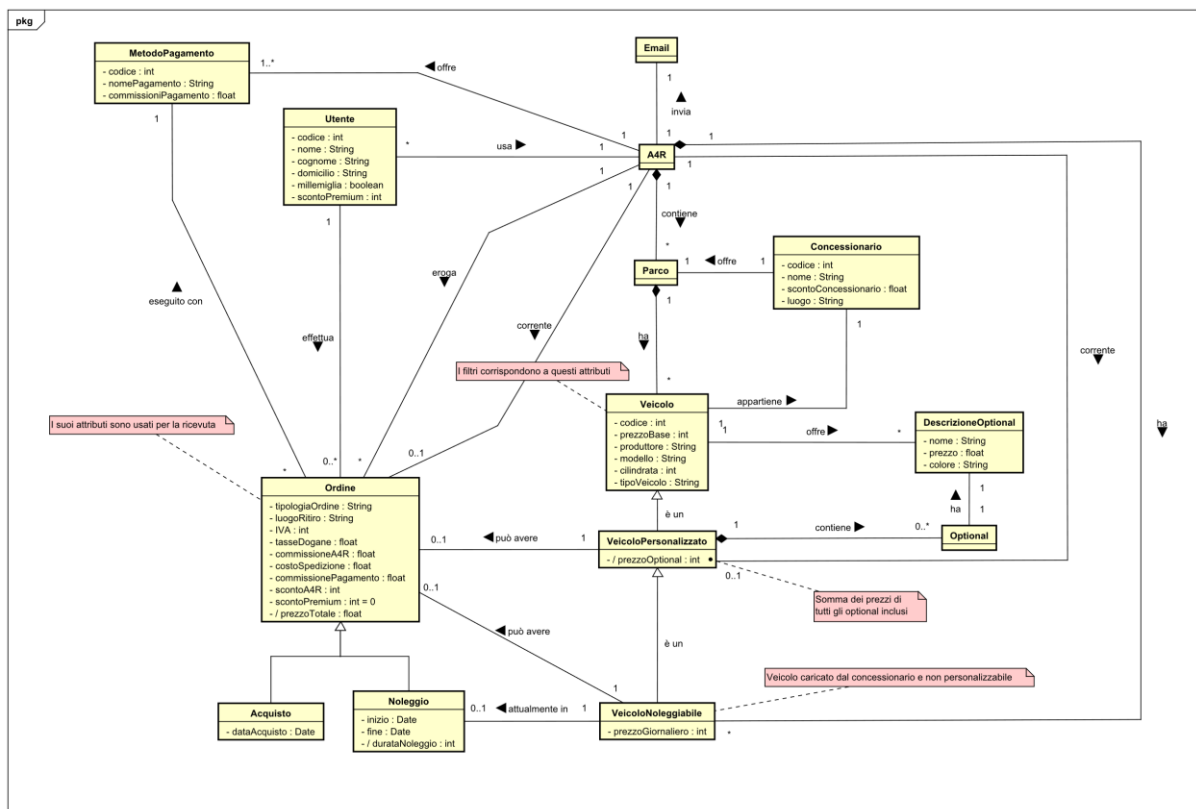 pkg
MetodoPagamento
- codice : int
- nomePagamento : String
- commissioniPagamento : float
1..*
offre
Email
1
invia
1
Utente
- codice : int
- nome : String
- cognome : String
- domicilio : String
- millemiglia : boolean
- scontoPremium : int
*
usa
1
1
A4R
1
1
1
1
1
1
1
contiene
*
Parco
1
offre
1
1
Concessionario
- codice : int
- nome : String
- scontoConcessionario : float
- luogo : String
1
eseguito con
effettua
eroga
corrente
ha
corrente
ha
I filtri corrispondono a questi attributi
*
Veicolo
- codice : int
- prezzoBase : int
- produttore : String
- modello : String
- cilindrata : int
- tipoVeicolo : String
appartiene
1
1
offre
*
DescrizioneOptional
- nome : String
- prezzo : float
- colore : String
1
ha
1
Optional
I suoi attributi sono usati per la ricevuta
*
0..*
*
0..1
Ordine
- tipologiaOrdine : String
- luogoRitiro : String
- IVA : int
- tasseDogane : float
- commissioneA4R : float
- costoSpedizione : float
- commissionePagamento : float
- scontoA4R : int
- scontoPremium : int = 0
- / prezzoTotale : float
è un
0..1
può avere
1
VeicoloPersonalizzato
- / prezzoOptional : int
1
contiene
0..*
0..1
0..1
Somma dei prezzi di
tutti gli optional inclusi
può avere
è un
Veicolo caricato dal concessionario e non personalizzabile
1
Acquisto
- dataAcquisto : Date
Noleggio
- inizio : Date
- fine : Date
- / durataNoleggio : int
0..1
attualmente in
1
VeicoloNoleggiabile
- prezzoGiornaliero : int
*